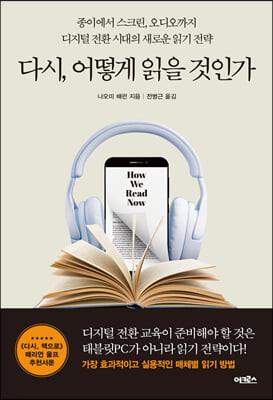 종이에서 스크린, 오디오까지
디지털 전환 시대의 새로운 읽기 전략
다시, 어떻게 읽을 것인가
나오미 배런 지음 | 전병근 옮김
How
We
Read
Now
★★★★★
《다시, 책으로》
매리언 울프
추천서문
디지털 전환 교육이 준비해야 할 것은
태블릿PC가 아니라 읽기 전략이다!
가장 효과적이고 실용적인 매체별 읽기 방법
어크로스